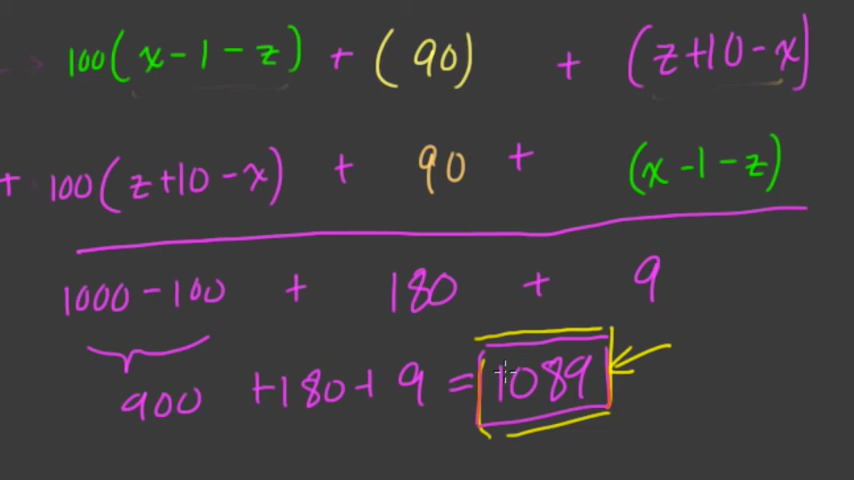 100(x-1-z) + (90) + (z+10-x)
+ 100(z+10-x) + 90 + (x-1-z)
1000-100 + 180 + 9
900 +180+ 9 = 1089